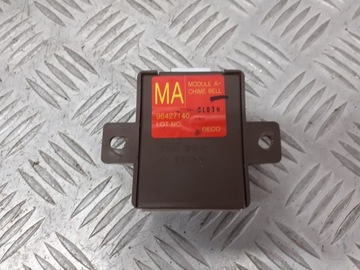 MA
MODULE A-
CHIME BELL
96427140
LOT-NO.
DECO